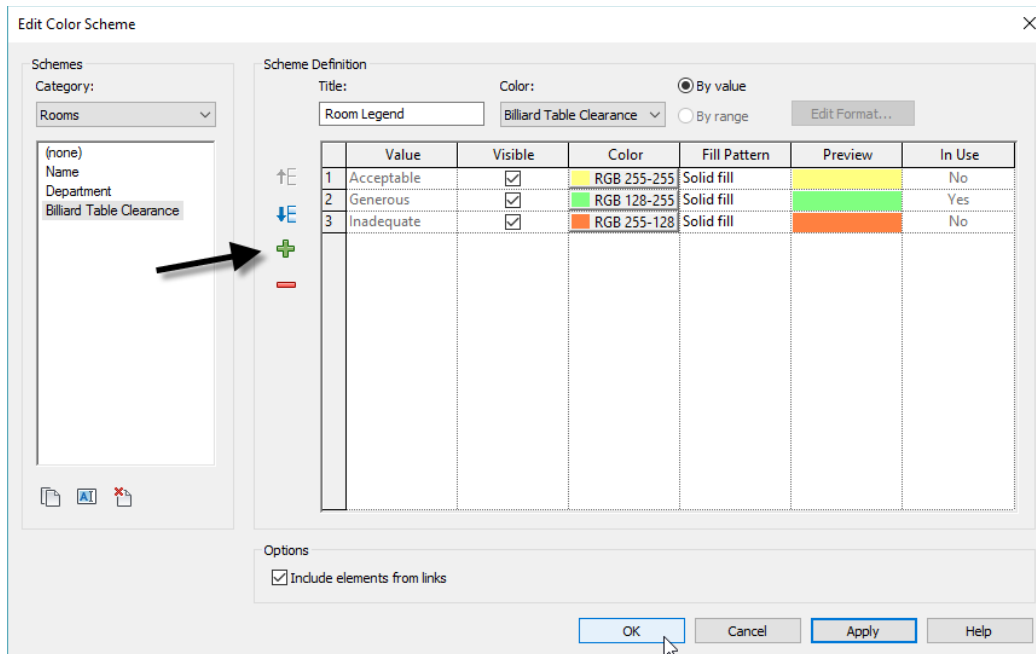 Edit Color Scheme
Schemes
Category:
Rooms
(none)
Name
Department
Billiard Table Clearance
Scheme Definition
Title:
Room Legend
Color:
Billiard Table Clearance
By value
By range
Edit Format...
Value Visible Color Fill Pattern Preview In Use
1 Acceptable RGB 255-255 Solid fill No
2 Generous RGB 128-255 Solid fill Yes
3 Inadequate RGB 255-128 Solid fill No
Options
Include elements from links
OK Cancel Apply Help